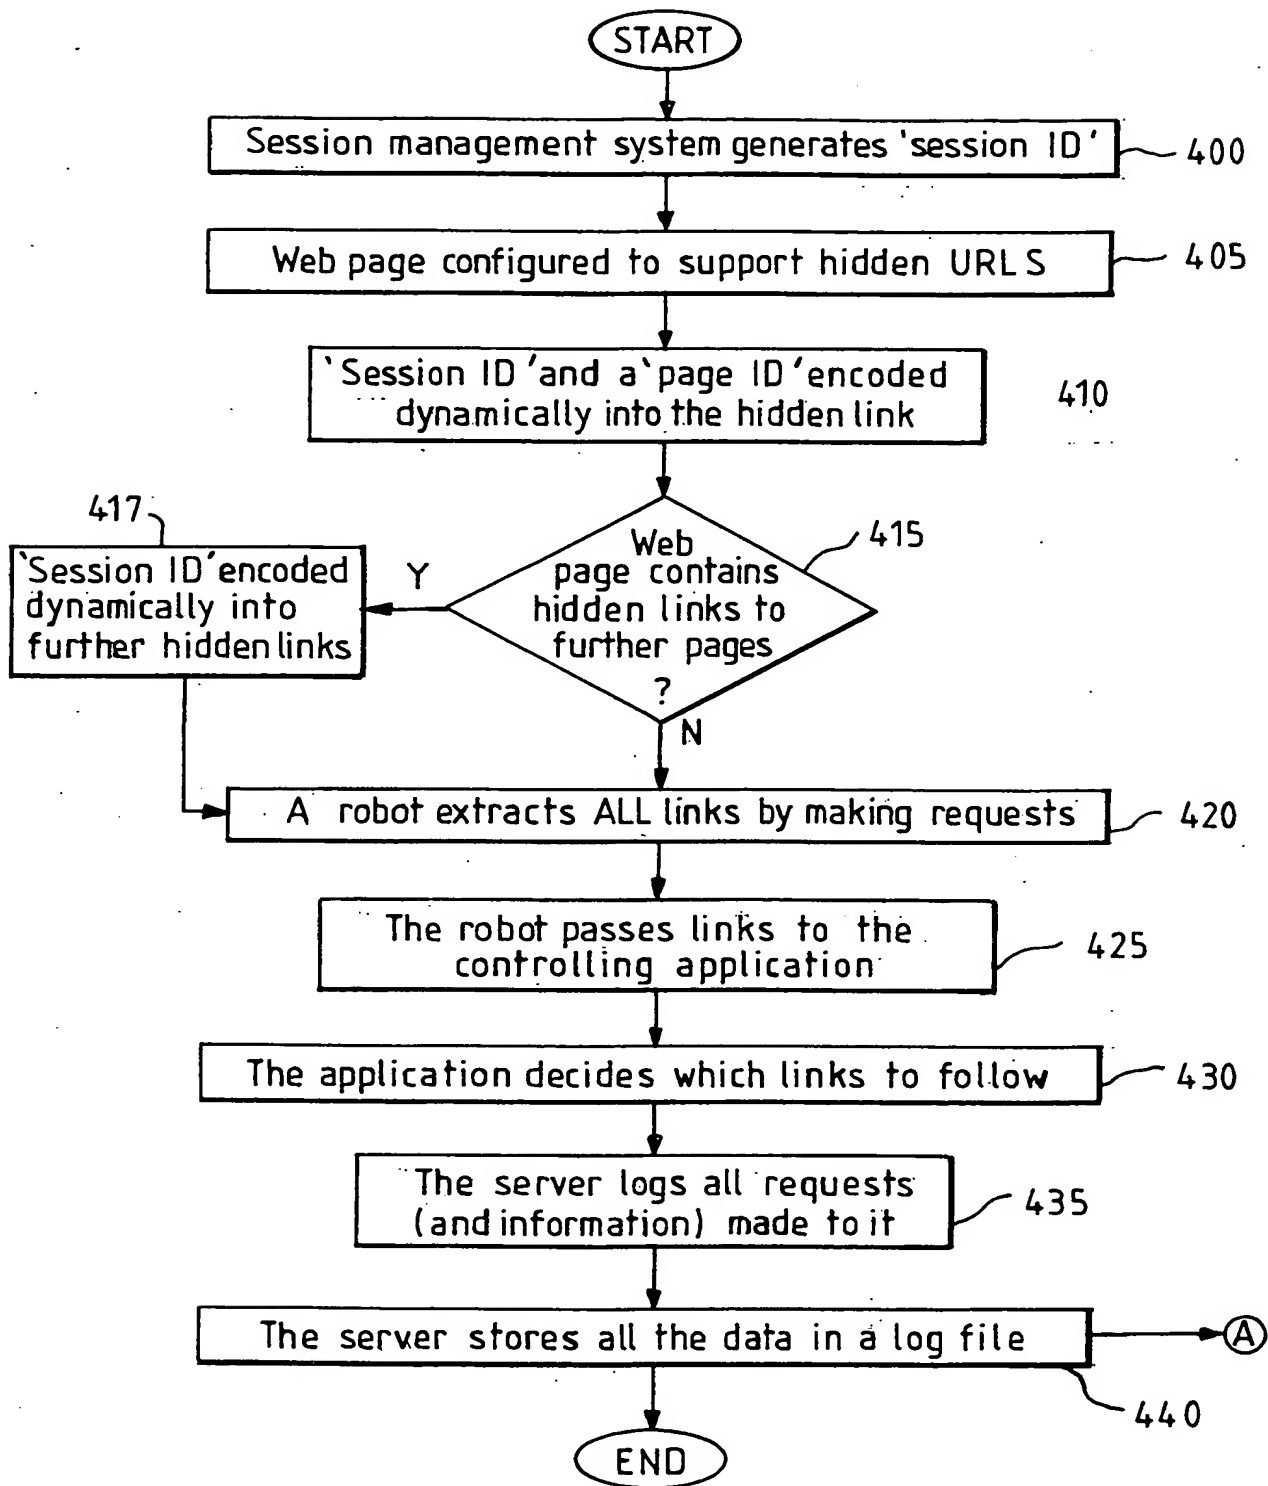 START
Session management system generates 'session ID'
400
Web page configured to support hidden URLS
405
'Session ID' and a 'page ID' encoded
dynamically into the hidden link
410
417
415
Web
page contains
hidden links to
further pages
?
Y
'Session ID' encoded
dynamically into
further hidden links
N
A robot extracts ALL links by making requests
420
The robot passes links to the
controlling application
425
The application decides which links to follow
430
The server logs all requests
(and information) made to it
435
The server stores all the data in a log file
A
440
END